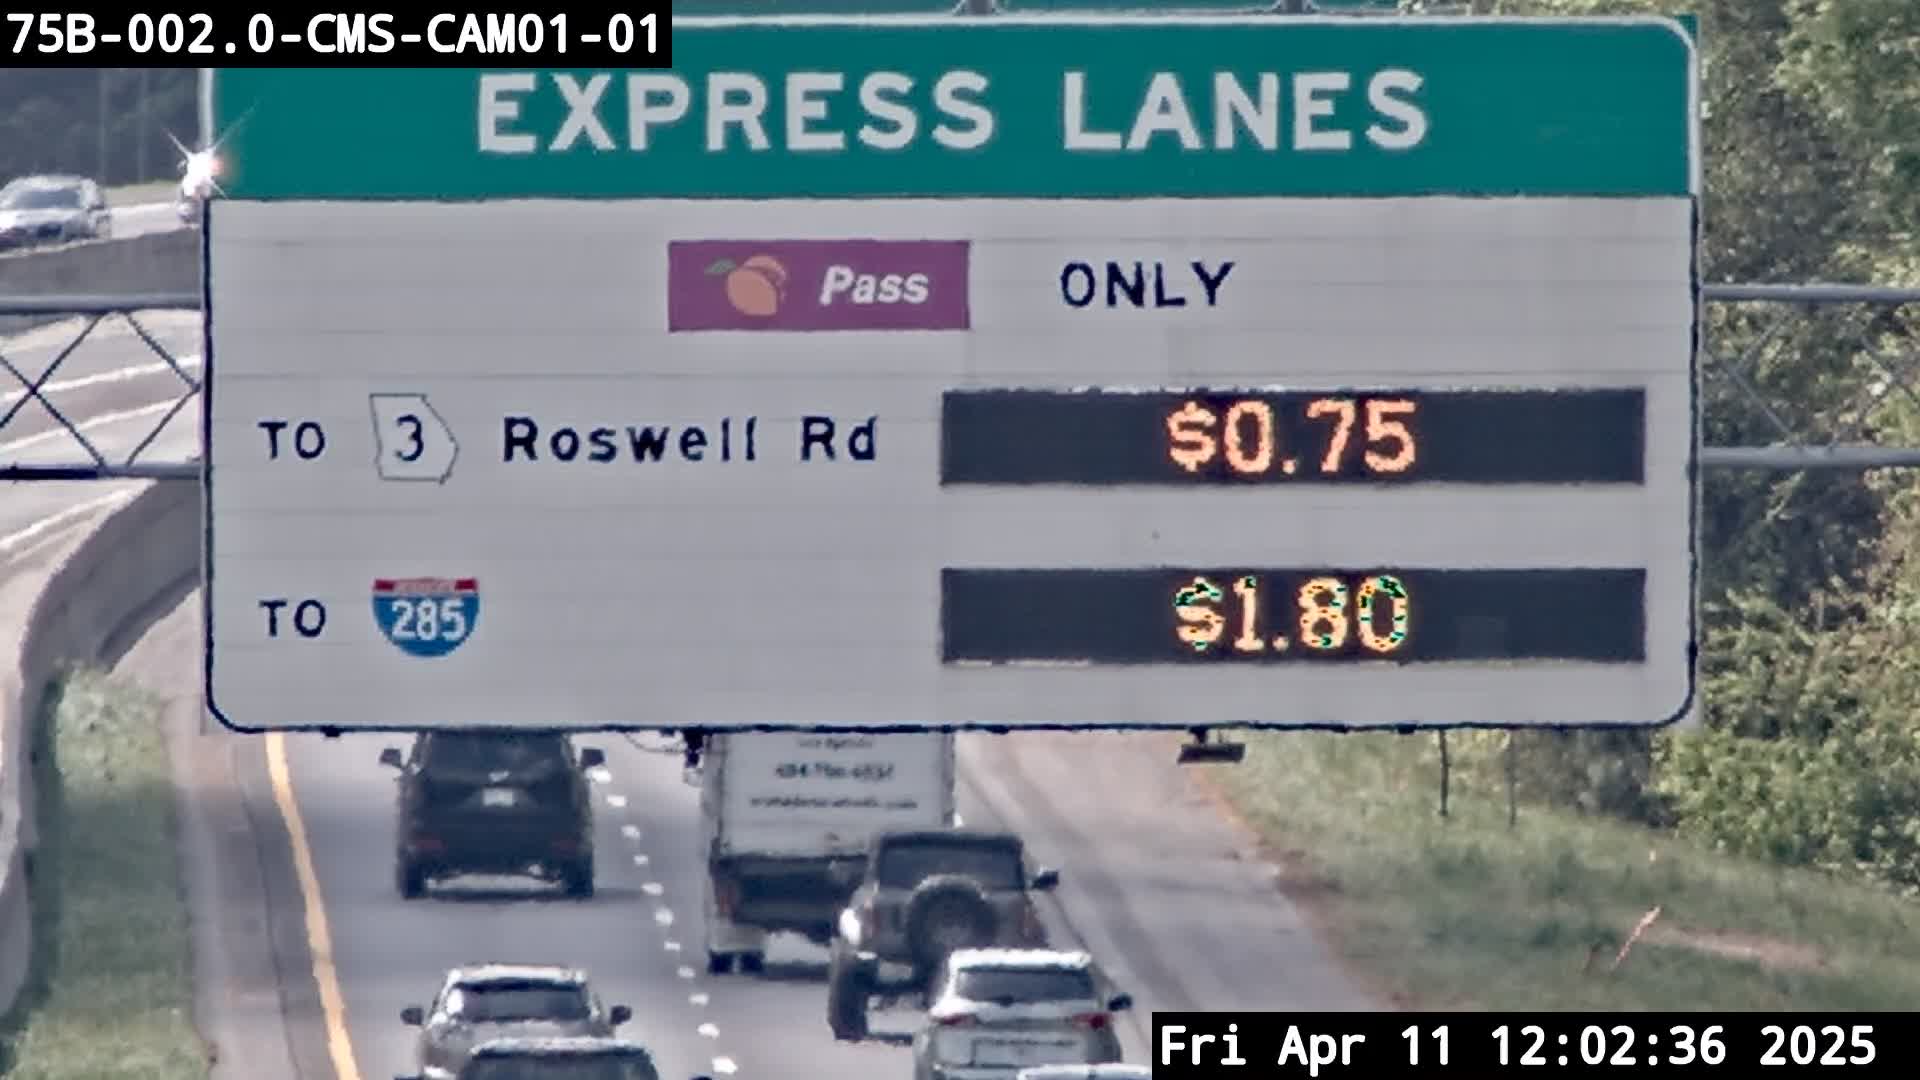 75B-002.0-CMS-CAM01-01
EXPRESS LANES
Pass ONLY
TO 3 Roswell Rd $0.75
TO 285 $1.80
Fri Apr 11 12:02:36 2025